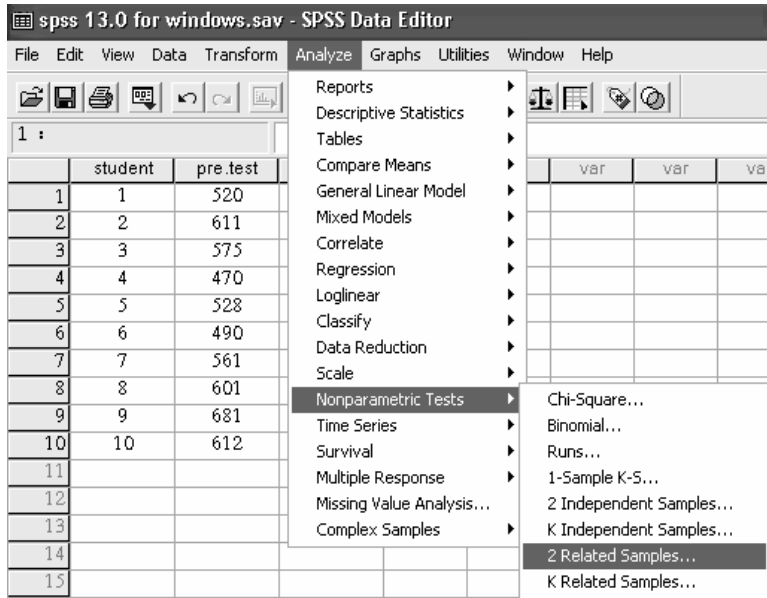 spss 13.0 for windows.sav - SPSS Data Editor
File Edit View Data Transform Analyze Graphs Utilities Window Help
1 :
student pre.test var var va
1 1 520
2 2 611
3 3 575
4 4 470
5 5 528
6 6 490
7 7 561
8 8 601
9 9 681
10 10 612
11
12
13
14
15
Reports
Descriptive Statistics
Tables
Compare Means
General Linear Model
Mixed Models
Correlate
Regression
Loglinear
Classify
Data Reduction
Scale
Nonparametric Tests
Time Series
Survival
Multiple Response
Missing Value Analysis...
Complex Samples
Chi-Square...
Binomial...
Runs...
1-Sample K-S...
2 Independent Samples...
K Independent Samples...
2 Related Samples...
K Related Samples...